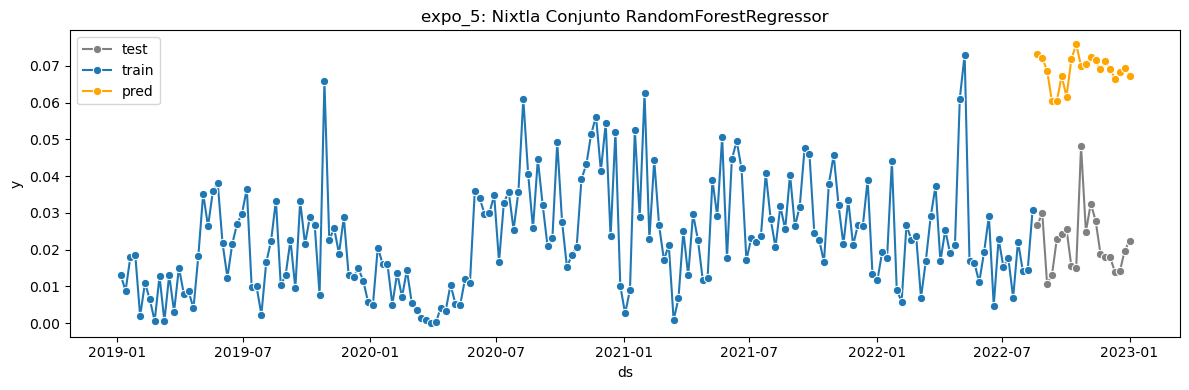 expo_5: Nixtla Conjunto RandomForestRegressor
test
train
pred
y
0.07
0.06
0.05
0.04
0.03
0.02
0.01
0.00
2019-01 2019-07 2020-01 2020-07 2021-01 2021-07 2022-01 2022-07 2023-01
ds